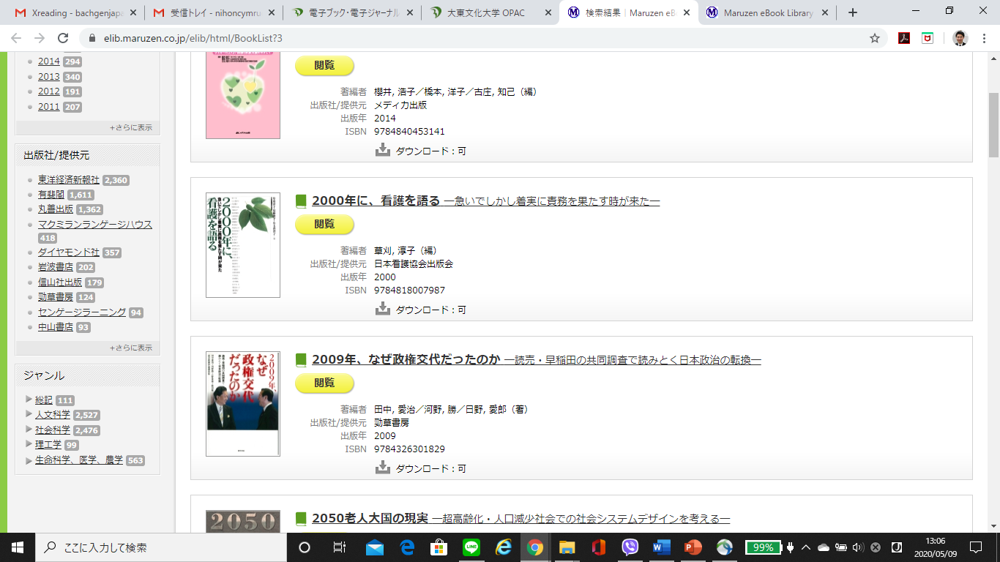 Xreading - bachgenjapa
受信トレイ - nihoncymru
電子ブック・電子ジャーナル
大東文化大学 OPAC
検索結果 | Maruzen eB
Maruzen eBook Library
elib.maruzen.co.jp/elib/html/BookList?3
2014 294
2013 340
2012 191
2011 207
+さらに表示
出版社/提供元
東洋経済新報社 2,360
有斐閣 1,611
丸善出版 1,362
マクミランランゲージハウス
418
ダイヤモンド社 357
岩波書店 202
信山社出版 179
勁草書房 124
センゲージラーニング 94
中山書店 93
+さらに表示
ジャンル
総記 111
人文科学 2,527
社会科学 2,476
理工学 99
生命科学、医学、農学 563
閲覧
著編者 櫻井, 浩子／橋本, 洋子／古庄, 知己（編）
出版社/提供元 メディカ出版
出版年 2014
ISBN 9784840453141
ダウンロード：可
2000年に、看護を語る
急いでしかし着実に責務を果たす時が来た
2000年に、看護を語る ―急いでしかし着実に責務を果たす時が来た―
閲覧
著編者 草刈, 淳子（編）
出版社/提供元 日本看護協会出版会
出版年 2000
ISBN 9784818007987
ダウンロード：可
2009年、なぜ政権交代だったのか
2009年、なぜ政権交代だったのか ―読売・早稲田の共同調査で読みとく日本政治の転換―
閲覧
著編者 田中, 愛治／河野, 勝／日野, 愛郎（著）
出版社/提供元 勁草書房
出版年 2009
ISBN 9784326301829
ダウンロード：可
2050
2050老人大国の現実 ―超高齢化・人口減少社会での社会システムデザインを考える―
ここに入力して検索
LINE
99%
13:06
2020/05/09